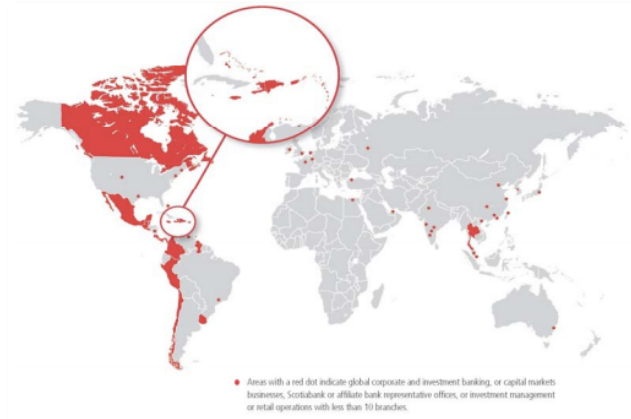 Areas with a red dot indicate global corporate and investment banking, or capital markets
businesses, Scotiabank or affiliate bank representative offices, or investment management
or retail operations with less than 10 branches.